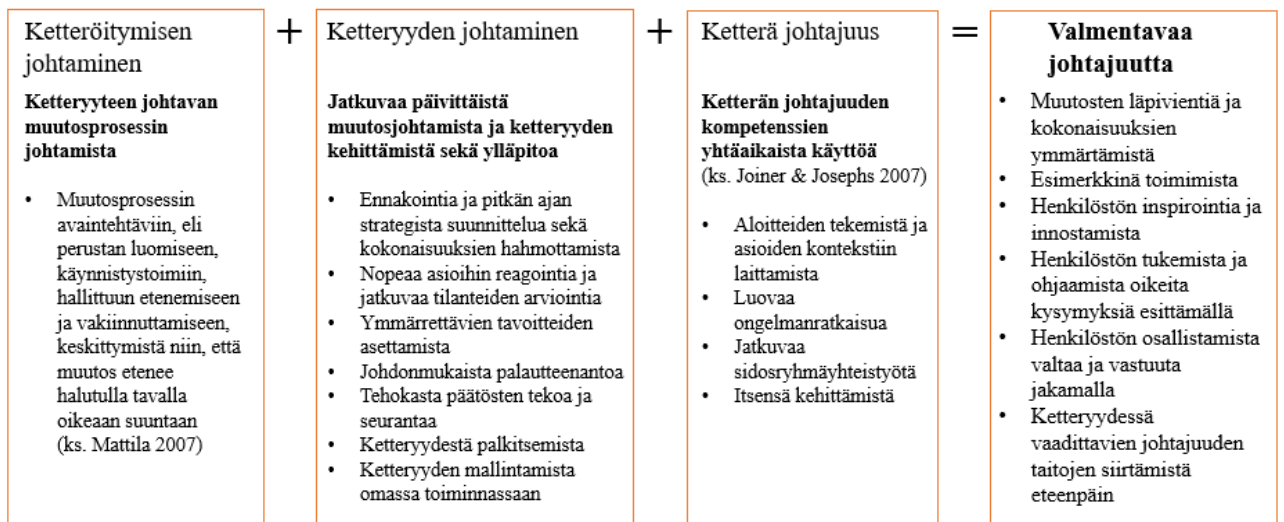 Ketteröitymisen
johtaminen
Ketteryyteen johtavan
muutosprosessin
johtamista
• Muutosprosessin
avaintehtäviin, eli
perustan luomiseen,
käynnistystoimiin,
hallittuun etenemiseen
ja vakiinnuttamiseen,
keskittymistä niin, että
muutos etenee
halutulla tavalla
oikeaan suuntaan
(ks. Mattila 2007)
+
Ketteryyden johtaminen
Jatkuvaa päivittäistä
muutosjohtamista ja ketteryyden
kehittämistä sekä ylläpitoa
• Ennakointia ja pitkän ajan
strategista suunnittelua sekä
kokonaisuuksien hahmottamista
• Nopeaa asioihin reagointia ja
jatkuvaa tilanteiden arviointia
• Ymmärrettävien tavoitteiden
asettamista
• Johdonmukaista palautteenantoa
• Tehokasta päätösten tekoa ja
seurantaa
• Ketteryydestä palkitsemista
• Ketteryyden mallintamista
omassa toiminnassaan
+
Ketterä johtajuus
Ketterän johtajuuden
kompetenssien
yhtäaikaista käyttöä
(ks. Joiner & Josephs 2007)
• Aloitteiden tekemistä ja
asioiden kontekstiin
laittamista
• Luovaa
ongelmanratkaisua
• Jatkuvaa
sidosryhmäyhteistyötä
• Itsensä kehittämistä
=
Valmentavaa
johtajuutta
• Muutosten läpivientiä ja
kokonaisuuksien
ymmärtämistä
• Esimerkkinä toimimista
• Henkilöstön inspirointia ja
innostamista
• Henkilöstön tukemista ja
ohjaamista oikeita
kysymyksiä esittämällä
• Henkilöstön osallistamista
valtaa ja vastuuta
jakamalla
• Ketteryydessä
vaadittavien johtajuuden
taitojen siirtämistä
eteenpäin